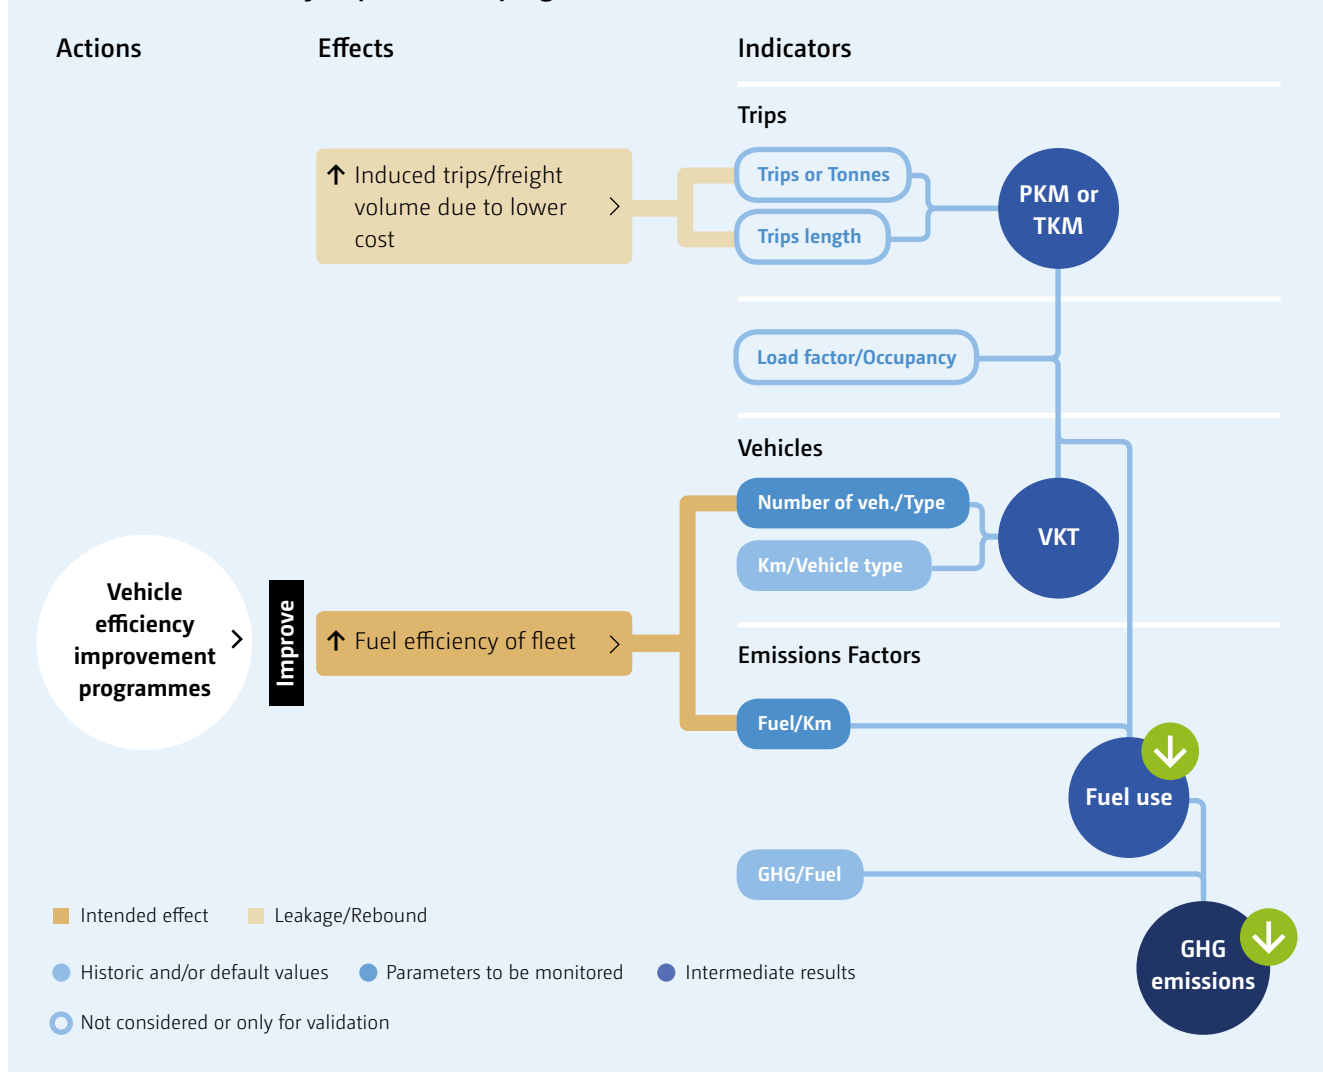 Actions
Effects
Indicators
Trips
↑ Induced trips/freight
volume due to lower
cost
Trips or Tonnes
Trips length
PKM or
TKM
Load factor/Occupancy
Vehicles
Number of veh./Type
Km/Vehicle type
VKT
Vehicle
efficiency
improvement
programmes
Improve
↑ Fuel efficiency of fleet
Emissions Factors
Fuel/Km
Fuel use
GHG/Fuel
GHG
emissions
Intended effect
Leakage/Rebound
Historic and/or default values
Parameters to be monitored
Intermediate results
Not considered or only for validation